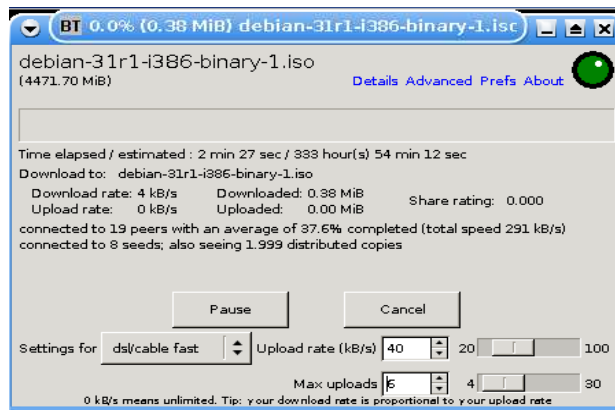 BT 0.0% (0.38 MiB) debian-31r1-i386-binary-1.isc
debian-31r1-i386-binary-1.iso
(4471.70 MiB)
Details Advanced Prefs About
Time elapsed / estimated : 2 min 27 sec / 333 hour(s) 54 min 12 sec
Download to: debian-31r1-i386-binary-1.iso
Download rate: 4 kB/s Downloaded: 0.38 MiB
Upload rate: 0 kB/s Uploaded: 0.00 MiB
Share rating: 0.000
connected to 19 peers with an average of 37.6% completed (total speed 291 kB/s)
connected to 8 seeds; also seeing 1.999 distributed copies
Pause Cancel
Settings for dsl/cable fast Upload rate (kB/s) 40 20 100
Max uploads 6 4 30
0 kB/s means unlimited. Tip: your download rate is proportional to your upload rate